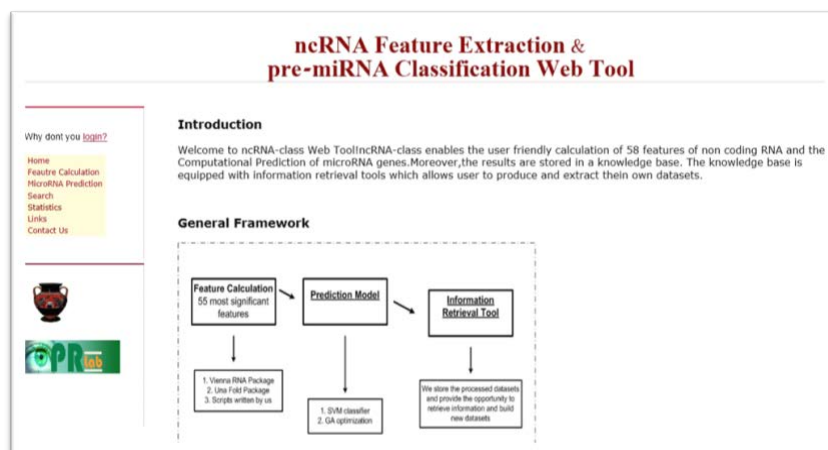 ncRNA Feature Extraction &
pre-miRNA Classification Web Tool
Why dont you login?
Home
Feautre Calculation
MicroRNA Prediction
Search
Statistics
Links
Contact Us
OPR lab
Introduction
Welcome to ncRNA-class Web Tool!ncRNA-class enables the user friendly calculation of 58 features of non coding RNA and the
Computational Prediction of microRNA genes.Moreover,the results are stored in a knowledge base. The knowledge base is
equipped with information retrieval tools which allows user to produce and extract thein own datasets.
General Framework
Feature Calculation
55 most significant
features
Prediction Model
Information
Retrieval Tool
1. Vienna RNA Package
2. Una Fold Package
3. Scripts written by us
1. SVM classifier
2. GA optimization
We store the processed datasets
and provide the opportunity to
retrieve information and build
new datasets